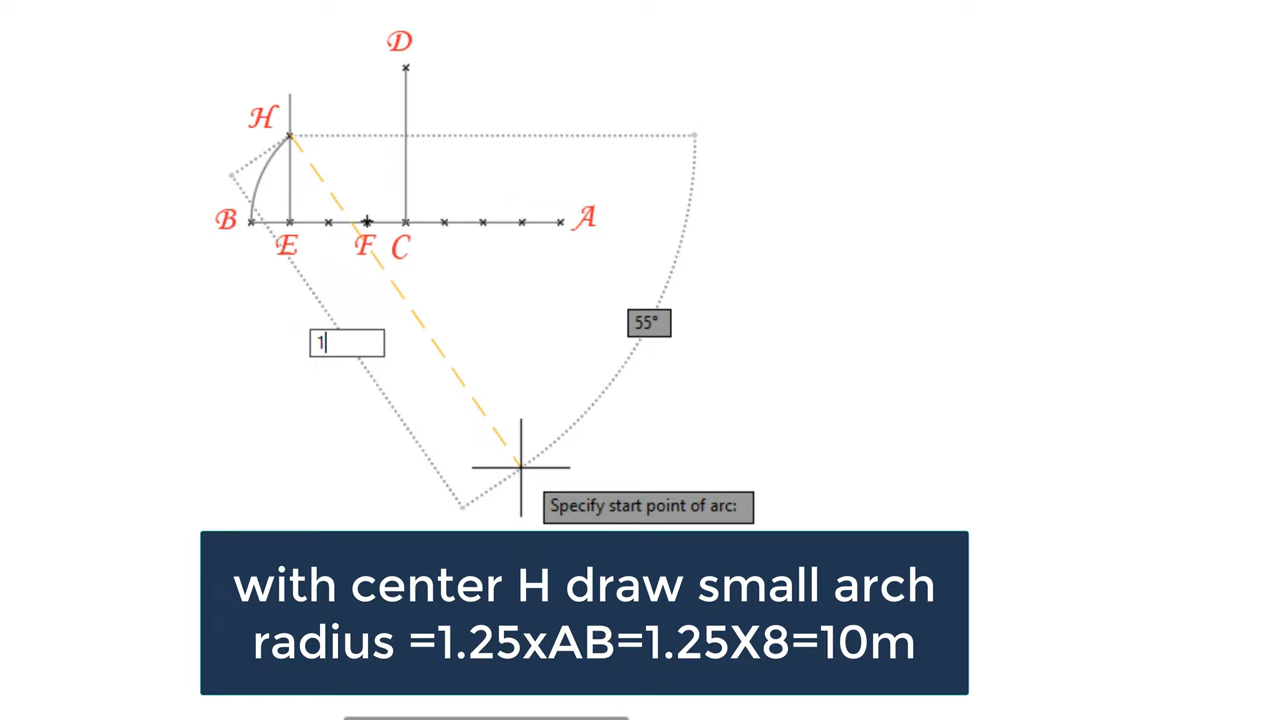 D
H
B
A
E
F
C
55°
1
Specify start point of arc:
with center H draw small arch
radius =1.25xAB=1.25X8=10m